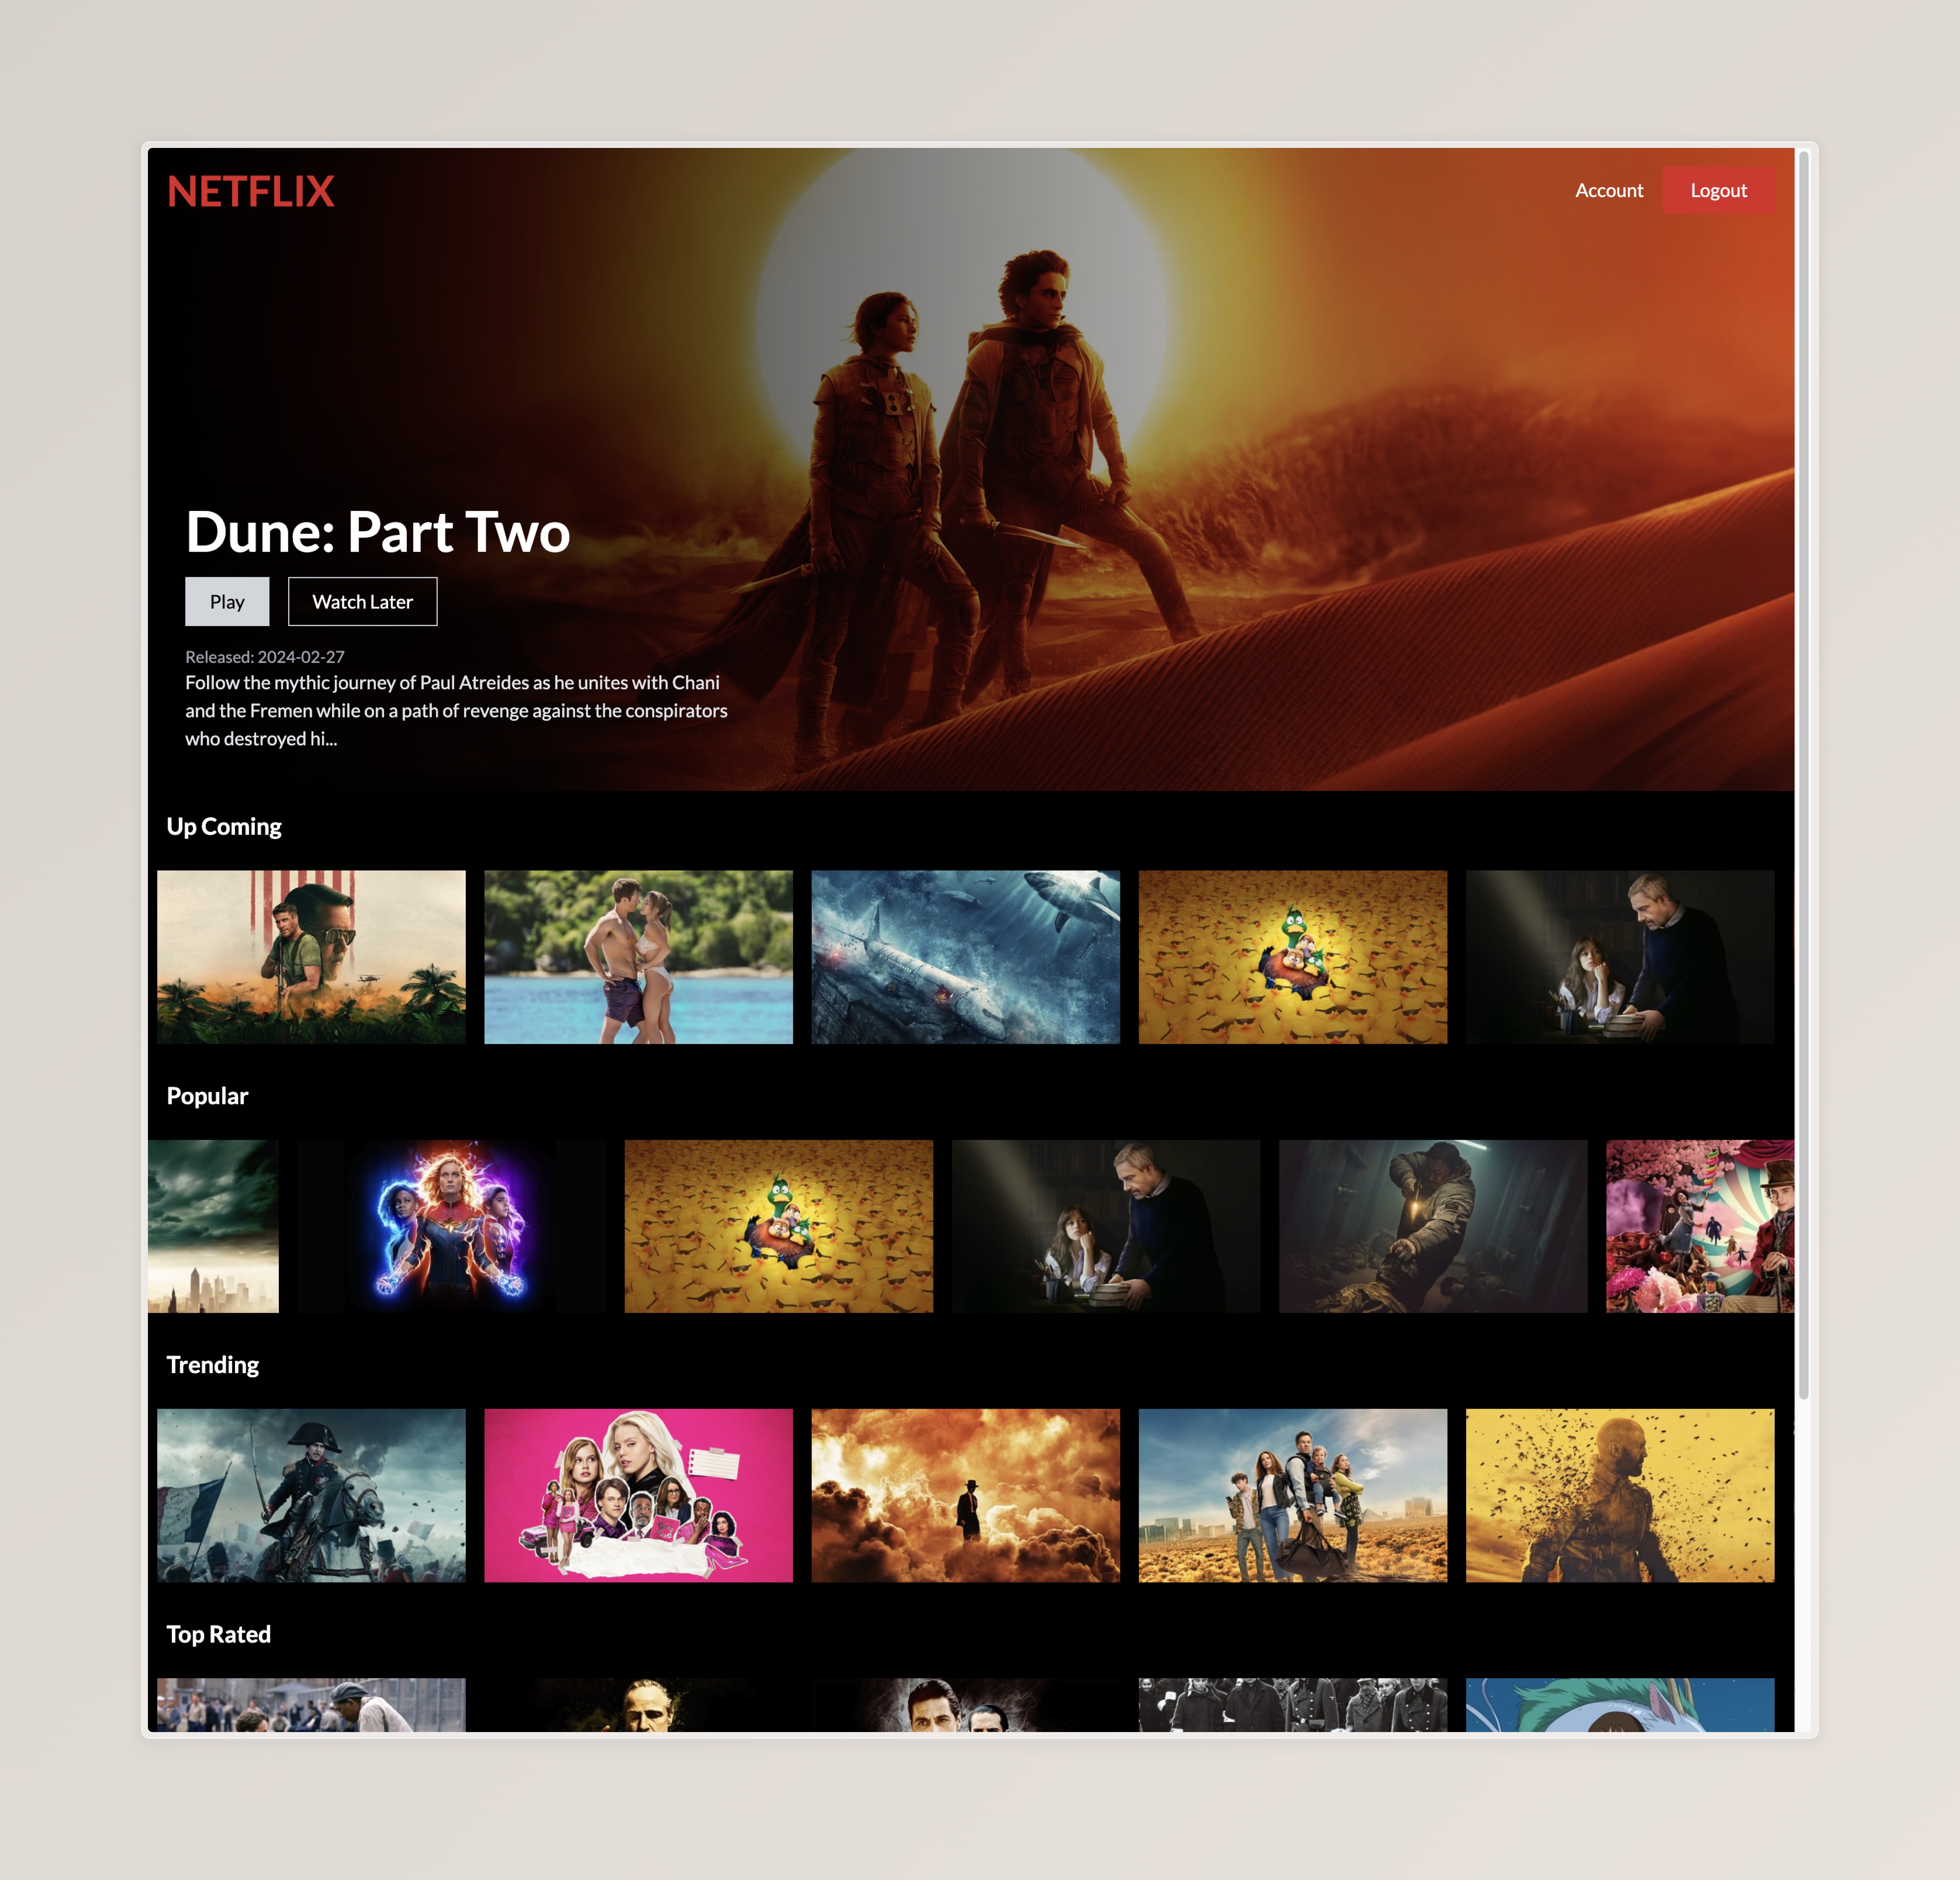 NETFLIX
Account
Logout
Dune: Part Two
Play
Watch Later
Released: 2024-02-27
Follow the mythic journey of Paul Atreides as he unites with Chani
and the Fremen while on a path of revenge against the conspirators
who destroyed hi...
Up Coming
Popular
Trending
Top Rated